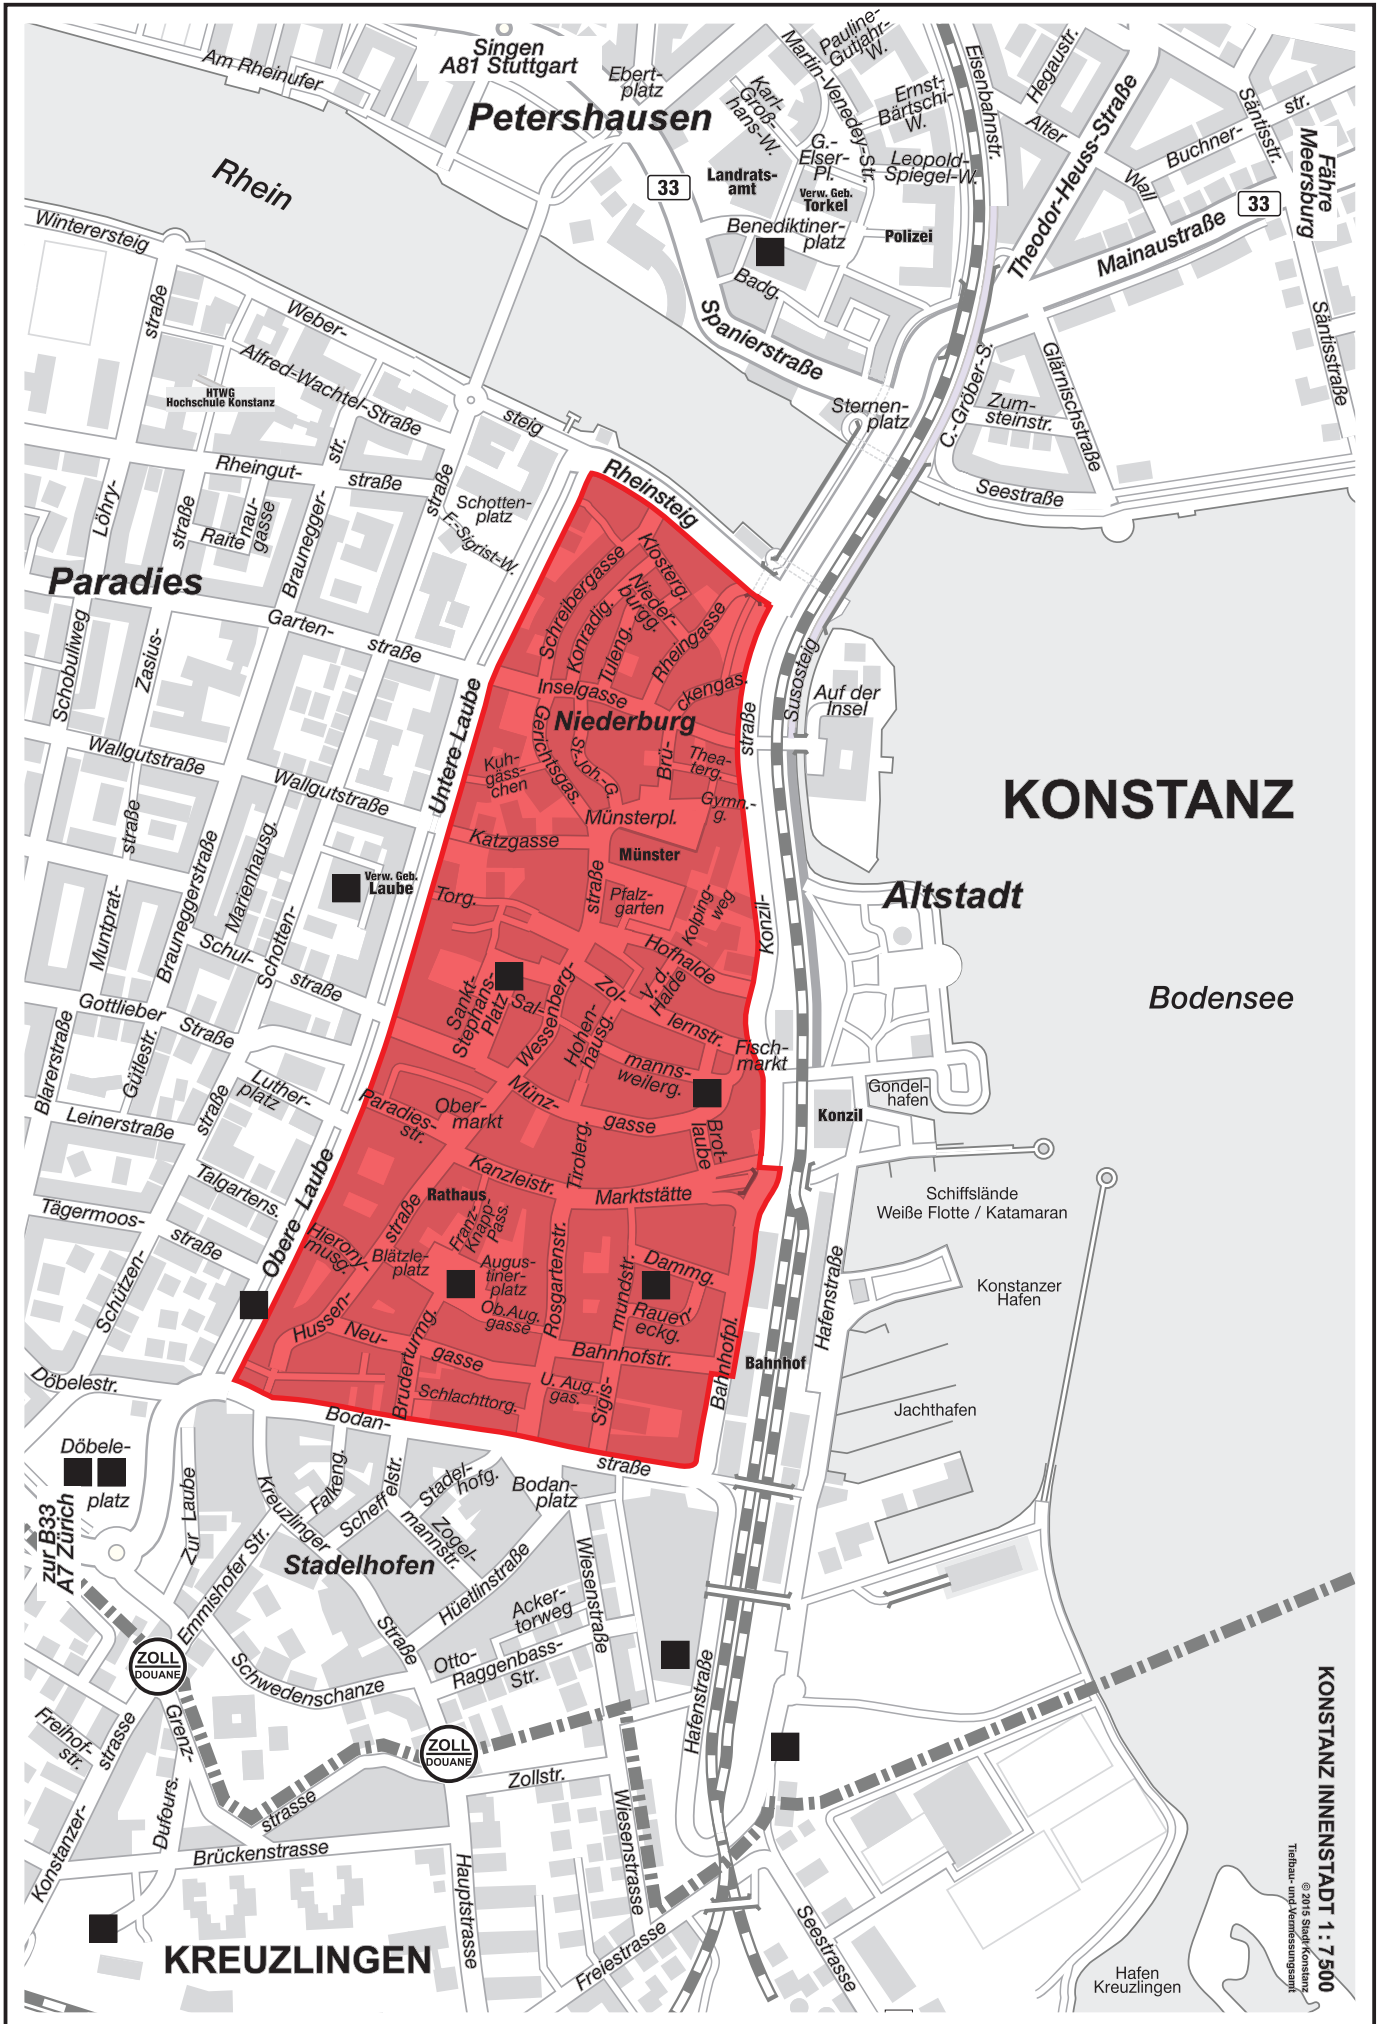 Singen
A81 Stuttgart
Am Rheinufer
Ebert-
platz
Petershausen
Rhein
Karl-
Groß-
hans-W.
Martin-Venedey-Str.
Pauline-
Gutjahr-
W.
Ernst-
Bärtschi-
W.
G.-
Elser-
Pl.
Leopold-
Spiegel-W.
Landrats-
amt
Verw. Geb.
Torkel
33
Benediktiner-
platz
Polizei
Badg.
Spanierstraße
Eisenbahnstr.
Hegaustr.
Alter
Wall
Theodor-Heuss-Straße
Buchner-
str.
Säntisstr.
Fähre
Meersburg
33
Mainaustraße
Säntisstraße
Glärnischstraße
C.-Gröber-S.
Zum-
steinstr.
Sternen-
platz
Seestraße
Winterersteig
straße
Weber-
steig
Alfred-Wachtel-Straße
HTWG
Hochschule Konstanz
Rheingut-
straße
str.
straße
Schotten-
platz
F.-Sigrist-W.
Löhry-
straße
Raite
nau-
gasse
Braunegger-
Paradies
Garten-
straße
Schobuliweg
Zasius-
Wallgutstraße
Wallgutstraße
Untere Laube
straße
Muntprat-
Brauneggerstraße
Marienhausg.
Schotten-
Verw. Geb.
Laube
Schul-
straße
Gottlieber
Straße
Blarerstraße
Gütlestr.
Luther-
platz
Leinerstraße
straße
Talgartens.
Tägermoos-
straße
Schützen-
Obere Laube
Döbelestr.
Rheinsteig
Klosterg.
Schreibergasse
Konradig.
Nieder-
burgg.
Tuleng.
Rheingasse
Inselgasse
ckengas.
Niederburg
Gerichtsgas.
St.-Joh.-G.
Brü-
Thea-
terg.
Kuh-
gäss-
chen
Gymn.-
g.
Münsterpl.
Katzgasse
Münster
straße
Torg.
Pfalz-
garten
Kolping-
weg
Hofhalde
V. d.
Halde
Zol-
lernstr.
Sankt-
Stephans-
Platz
Sal-
Wessenberg-
Hohen-
hausg.
manns-
weilerg.
Fisch-
markt
Münz-
gasse
Ober-
markt
Paradies-
str.
Brot-
laube
Tirolerg.
Kanzleistr.
Marktstätte
Rathaus
straße
Franz-
Knapp-
Pass.
Hierony-
musg.
Blätzle-
platz
Augus-
tiner-
platz
Rosgartenstr.
mundstr.
Dammg.
Rauen
eckg.
Ob.Aug.
gasse
Hussen-
Neu-
gasse
Bruderturmg.
Bahnhofstr.
U. Aug.
gas.
Sigis-
Schlachttorg.
Bahnhofpl.
Bahnhof
Bodan-
straße
straße
Susosteig
Konzil-
Auf der
Insel
KONSTANZ
Altstadt
Bodensee
Gondel-
hafen
Konzil
Schiffslände
Weiße Flotte / Katamaran
Hafenstraße
Konstanzer
Hafen
Jachthafen
Döbele-
platz
zur B33
A7 Zürich
Zur Laube
Kreuzlinger
Straße
Falkeng.
Scheffelstr.
Stadel-
hofg.
Zogel-
mannstr.
Bodan-
platz
Stadelhofen
Emmishofer Str.
Hüetlinstraße
Wiesenstraße
Acker-
torweg
Otto-
Raggenbass-
Str.
Schwedenschanze
ZOLL
DOUANE
ZOLL
DOUANE
Hafenstraße
Freihof-
str.
strasse
Konstanzer-
Grenz-
strasse
Dufours.
Zollstr.
Wiesenstrasse
Brückenstrasse
Hauptstrasse
Freiestrasse
Seestrasse
KREUZLINGEN
Hafen
Kreuzlingen
KONSTANZ INNENSTADT 1 : 7500
© 2015 Stadt Konstanz
Tiefbau- und Vermessungsamt